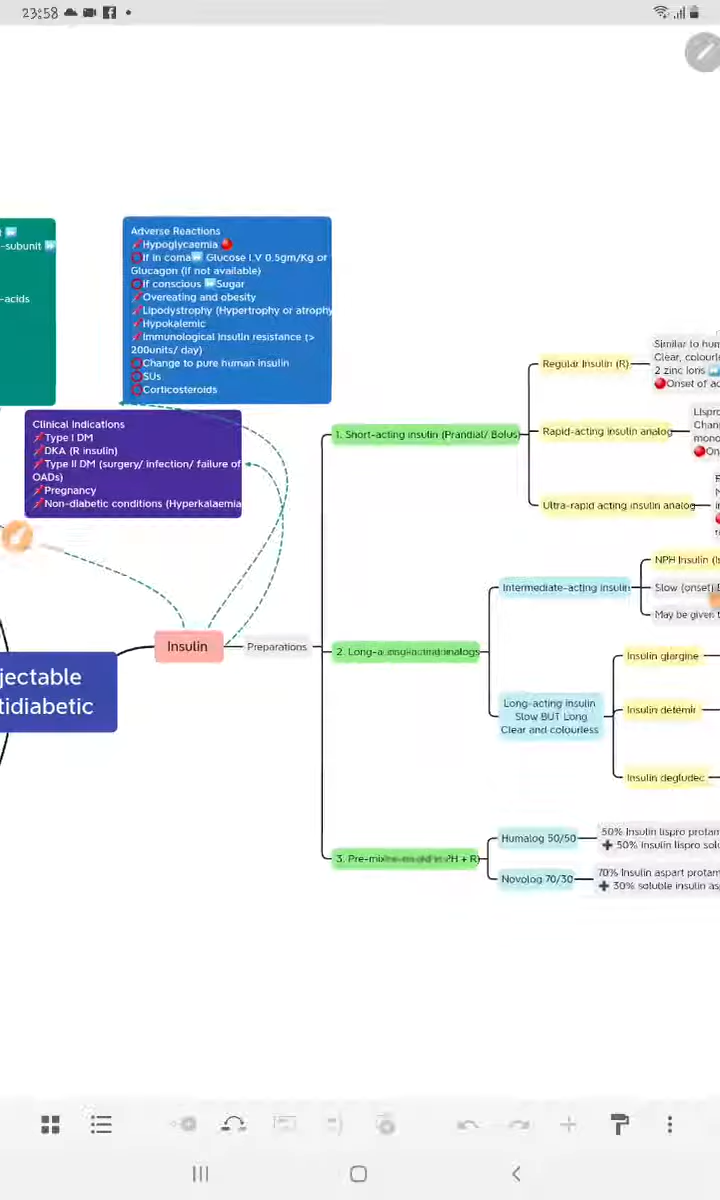 23:58
-subunit
-acids
Adverse Reactions
Hypoglycaemia
If in coma Glucose I.V 0.5gm/Kg or
Glucagon (if not available)
If conscious Sugar
Overeating and obesity
Lipodystrophy (Hypertrophy or atrophy
Hypokalemic
Immunological insulin resistance (>
200units/ day)
Change to pure human insulin
SUs
Corticosteroids
Clinical Indications
Type I DM
DKA (R insulin)
Type II DM (surgery/ infection/ failure of
OADs)
Pregnancy
Non-diabetic conditions (Hyperkalaemia
jectable
tidiabetic
Insulin
Preparations
1. Short-acting insulin (Prandial/ Bolus)
Regular Insulin (R)
Similar to hum
Clear, colourl
2 zinc ions
Onset of ac
Rapid-acting insulin analog
Lispro
Chan
mono
On
Ultra-rapid acting insulin analog
2. Long-a
Intermediate-acting insulin
NPH Insulin (Is
Slow (onset)
May be given t
Long-acting insulin
Slow BUT Long
Clear and colourless
Insulin glargine
Insulin detemir
Insulin degludec
3. Pre-mix H + R)
Humalog 50/50
50% Insulin lispro protam
+ 50% insulin lispro sol
Novolog 70/30
70% Insulin aspart protam
+ 30% soluble insulin as